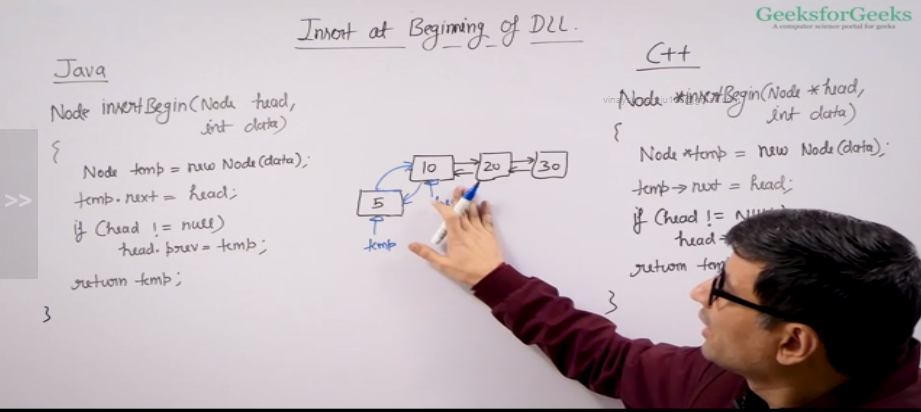 GeeksforGeeks
A computer science portal for geeks
Insert at Beginning of DLL.
Java
Node insertBegin(Node head,
int data)
{
Node temp = new Node(data);
temp.next = head;
if (head != null)
head.prev = temp;
return temp;
}
10
20
30
5
temp
C++
Node *insertBegin(Node *head,
int data)
{
Node *temp = new Node(data);
temp→next = head;
if (head !=
head
return
}
>>